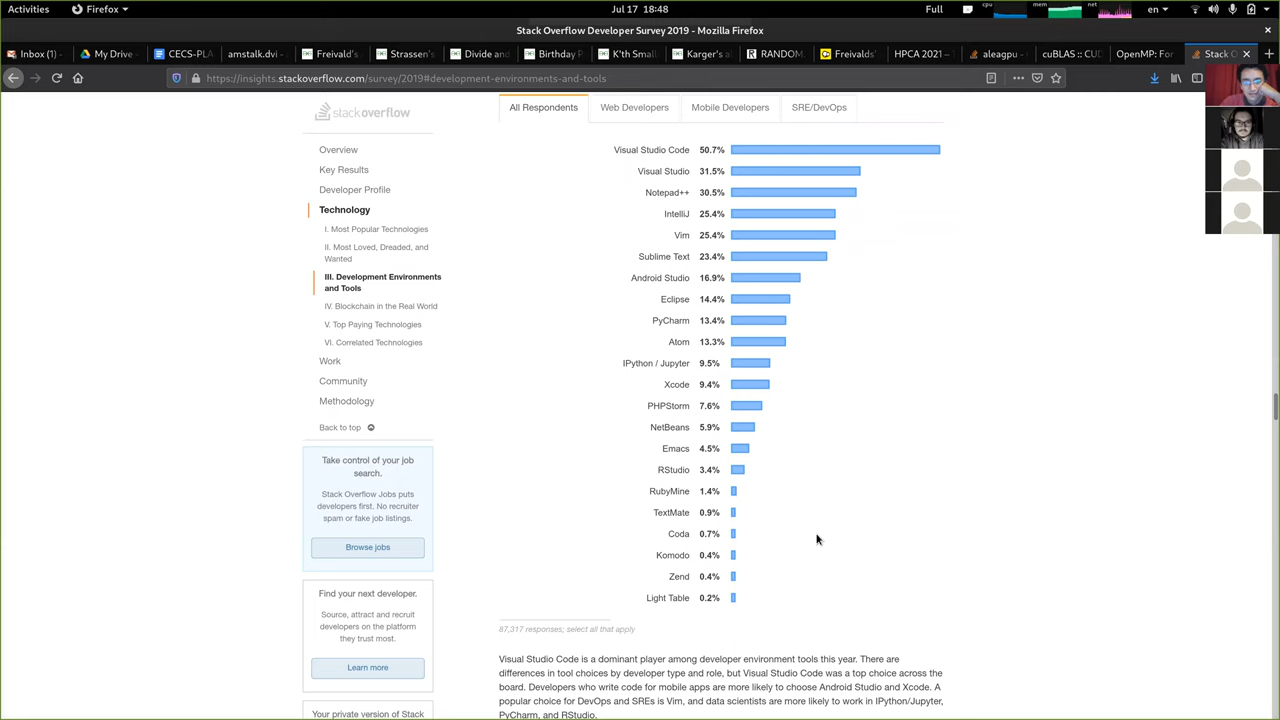 Activities
Firefox
Jul 17 18:48
Full
cpu
mem
net
en
Stack Overflow Developer Survey 2019 - Mozilla Firefox
Inbox (1)
My Drive
CECS-PLA
amstalk.dvi
Freivald's
Strassen's
Divide and
Birthday P
K'th Small
Karger's a
RANDOM
Freivalds'
HPCA 2021
aleagpu
cuBLAS :: CUD
OpenMP: For
Stack O
https://insights.stackoverflow.com/survey/2019#development-environments-and-tools
stackoverflow
Overview
Key Results
Developer Profile
Technology
I. Most Popular Technologies
II. Most Loved, Dreaded, and
Wanted
III. Development Environments
and Tools
IV. Blockchain in the Real World
V. Top Paying Technologies
VI. Correlated Technologies
Work
Community
Methodology
Back to top
Take control of your job
search.
Stack Overflow Jobs puts
developers first. No recruiter
spam or fake job listings.
Browse jobs
Find your next developer.
Source, attract and recruit
developers on the platform
they trust most.
Learn more
Your private version of Stack
All Respondents
Web Developers
Mobile Developers
SRE/DevOps
Visual Studio Code 50.7%
Visual Studio 31.5%
Notepad++ 30.5%
IntelliJ 25.4%
Vim 25.4%
Sublime Text 23.4%
Android Studio 16.9%
Eclipse 14.4%
PyCharm 13.4%
Atom 13.3%
IPython / Jupyter 9.5%
Xcode 9.4%
PHPStorm 7.6%
NetBeans 5.9%
Emacs 4.5%
RStudio 3.4%
RubyMine 1.4%
TextMate 0.9%
Coda 0.7%
Komodo 0.4%
Zend 0.4%
Light Table 0.2%
87,317 responses; select all that apply
Visual Studio Code is a dominant player among developer environment tools this year. There are
differences in tool choices by developer type and role, but Visual Studio Code was a top choice across the
board. Developers who write code for mobile apps are more likely to choose Android Studio and Xcode. A
popular choice for DevOps and SREs is Vim, and data scientists are more likely to work in IPython/Jupyter,
PyCharm, and RStudio.